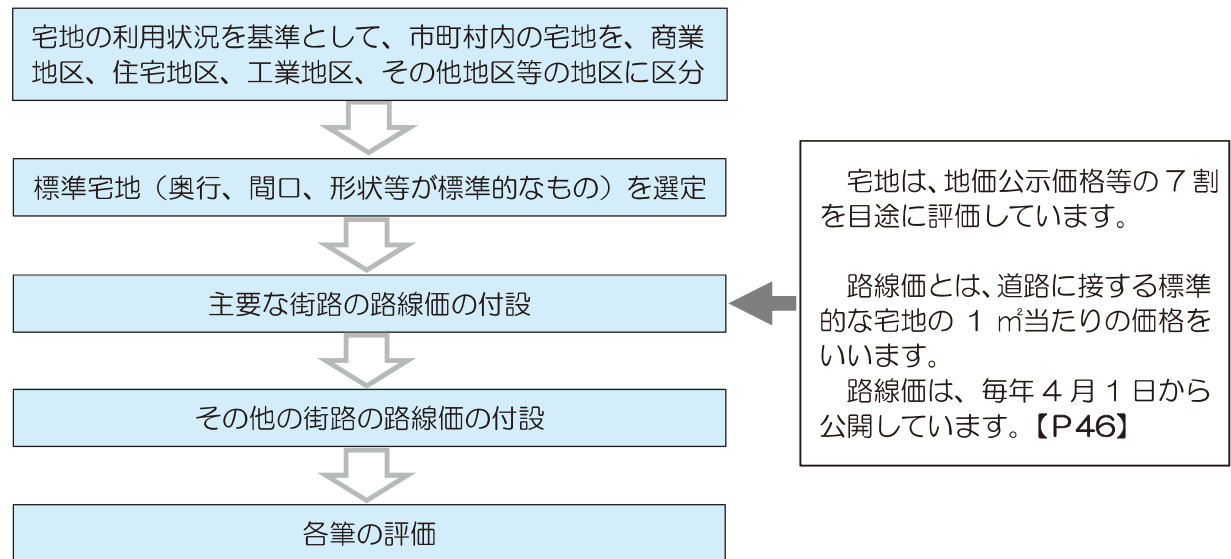 宅地の利用状況を基準として、市町村内の宅地を、商業
地区、住宅地区、工業地区、その他地区等の地区に区分
標準宅地（奥行、間口、形状等が標準的なもの）を選定
主要な街路の路線価の付設
その他の街路の路線価の付設
各筆の評価
宅地は、地価公示価格等の７割
を目途に評価しています。
路線価とは、道路に接する標準
的な宅地の 1 ㎡当たりの価格を
いいます。
路線価は、毎年４月１日から
公開しています。【P46】